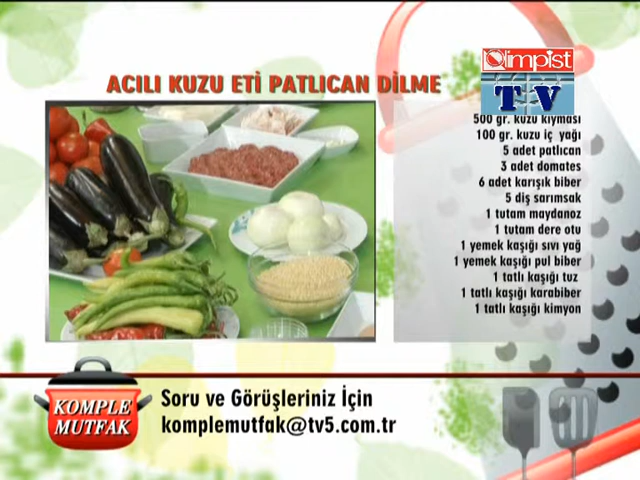 Olimpist
TV
ACILI KUZU ETİ PATLICAN DİLME
500 gr. kuzu kıyması
100 gr. kuzu iç yağı
5 adet patlıcan
3 adet domates
6 adet karışık biber
5 diş sarımsak
1 tutam maydanoz
1 tutam dere otu
1 yemek kaşığı sıvı yağ
1 yemek kaşığı pul biber
1 tatlı kaşığı tuz
1 tatlı kaşığı karabiber
1 tatlı kaşığı kimyon
KOMPLE
MUTFAK
Soru ve Görüşleriniz İçin
komplemutfak@tv5.com.tr